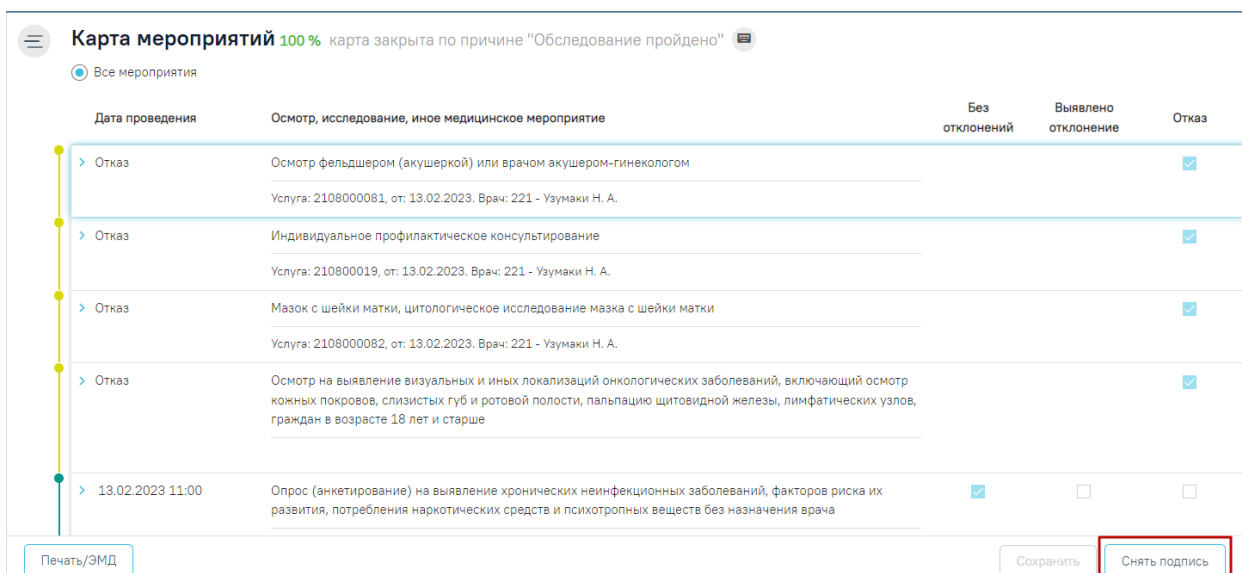 Карта мероприятий 100 % карта закрыта по причине "Обследование пройдено"
Все мероприятия
Дата проведения Осмотр, исследование, иное медицинское мероприятие Без отклонений Выявлено отклонение Отказ
Отказ Осмотр фельдшером (акушеркой) или врачом акушером-гинекологом
Услуга: 2108000081, от: 13.02.2023. Врач: 221 - Узумаки Н. А.
Отказ Индивидуальное профилактическое консультирование
Услуга: 210800019, от: 13.02.2023. Врач: 221 - Узумаки Н. А.
Отказ Мазок с шейки матки, цитологическое исследование мазка с шейки матки
Услуга: 2108000082, от: 13.02.2023. Врач: 221 - Узумаки Н. А.
Отказ Осмотр на выявление визуальных и иных локализаций онкологических заболеваний, включающий осмотр
кожных покровов, слизистых губ и ротовой полости, пальпацию щитовидной железы, лимфатических узлов,
граждан в возрасте 18 лет и старше
13.02.2023 11:00 Опрос (анкетирование) на выявление хронических неинфекционных заболеваний, факторов риска их
развития, потребления наркотических средств и психотропных веществ без назначения врача
Печать/ЭМД Сохранить Снять подпись